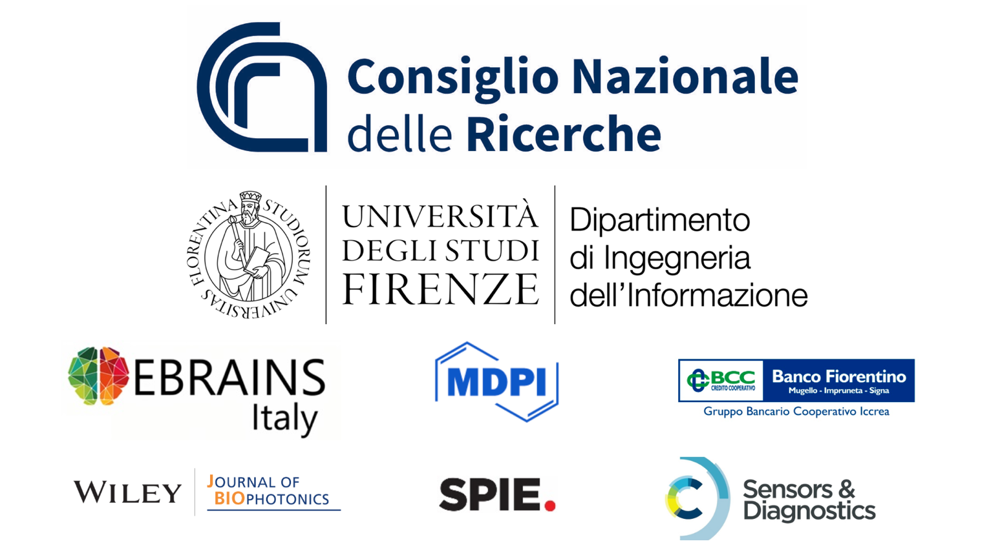 Consiglio Nazionale
delle Ricerche
FLORENTINA STUDIORUM UNIVERSITAS
UNIVERSITÀ
DEGLI STUDI
FIRENZE
Dipartimento
di Ingegneria
dell'Informazione
EBRAINS
Italy
MDPI
BCC
CREDITO COOPERATIVO
Banco Fiorentino
Mugello - Impruneta - Signa
Gruppo Bancario Cooperativo Iccrea
WILEY
JOURNAL OF
BIOPHOTONICS
SPIE.
Sensors &
Diagnostics